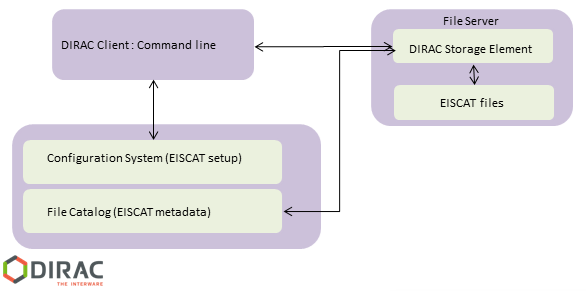 File Server
DIRAC Client : Command line
DIRAC Storage Element
EISCAT files
Configuration System (EISCAT setup)
File Catalog (EISCAT metadata)
DIRAC
THE INTERWARE